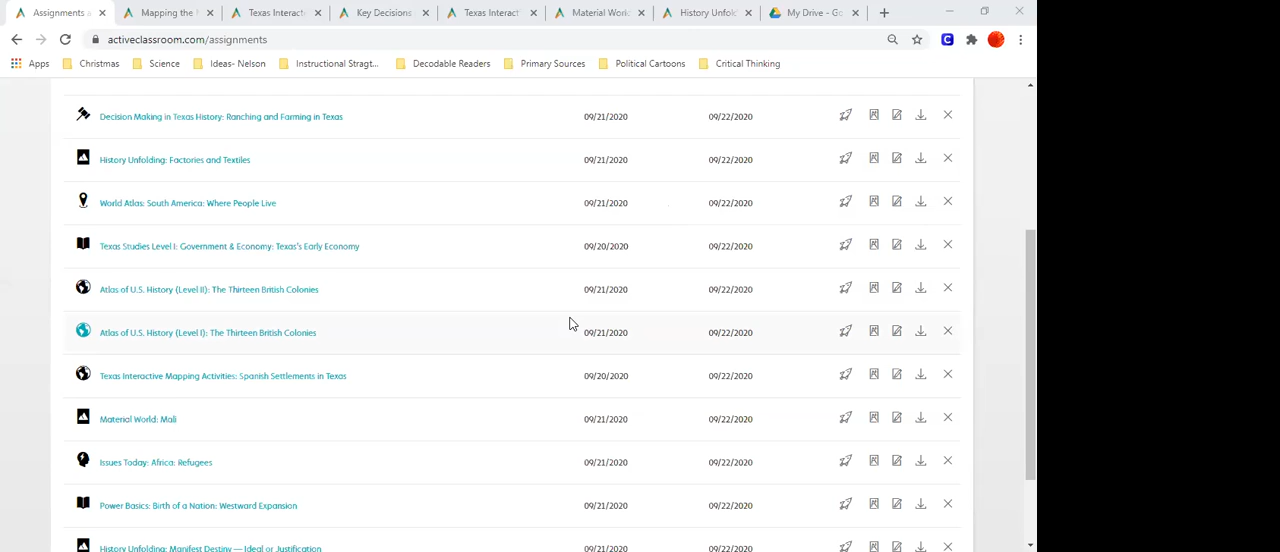 Assignments a
Mapping the h
Texas Interact
Key Decisions
Texas Interact
Material Worl
History Unfol
My Drive - Go
activeclassroom.com/assignments
Apps Christmas Science Ideas- Nelson Instructional Stragt... Decodable Readers Primary Sources Political Cartoons Critical Thinking
Decision Making in Texas History: Ranching and Farming in Texas 09/21/2020 09/22/2020
History Unfolding: Factories and Textiles 09/21/2020 09/22/2020
World Atlas: South America: Where People Live 09/21/2020 09/22/2020
Texas Studies Level I: Government & Economy: Texas's Early Economy 09/20/2020 09/22/2020
Atlas of U.S. History (Level II): The Thirteen British Colonies 09/21/2020 09/22/2020
Atlas of U.S. History (Level I): The Thirteen British Colonies 09/21/2020 09/22/2020
Texas Interactive Mapping Activities: Spanish Settlements in Texas 09/20/2020 09/22/2020
Material World: Mali 09/21/2020 09/22/2020
Issues Today: Africa: Refugees 09/21/2020 09/22/2020
Power Basics: Birth of a Nation: Westward Expansion 09/21/2020 09/22/2020
History Unfolding: Manifest Destiny — Ideal or Justification 09/21/2020 09/22/2020